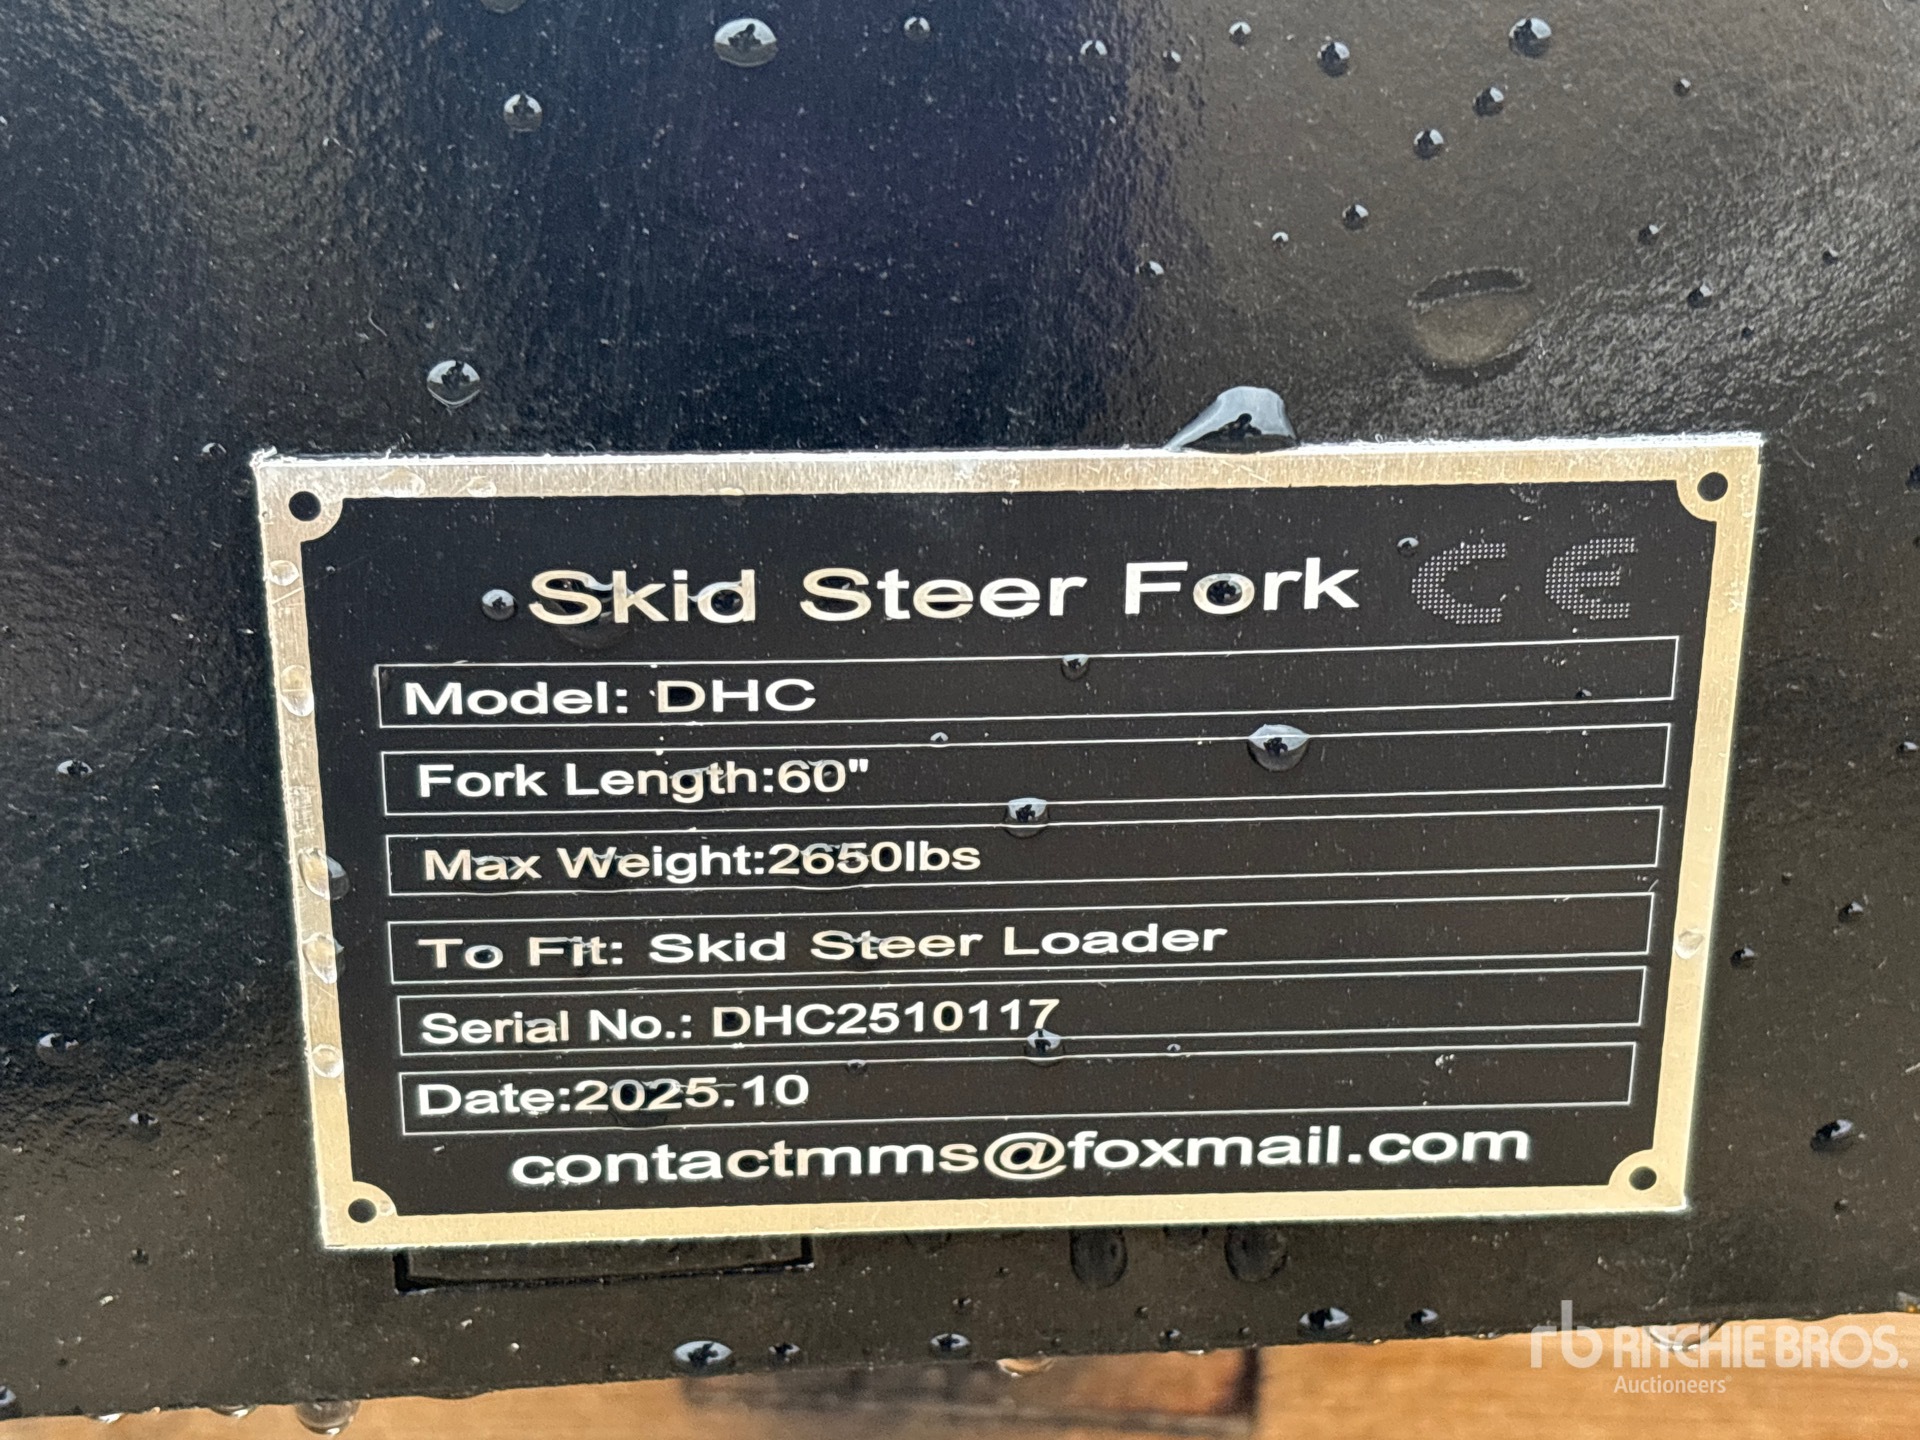 Skid Steer Fork CE
Model: DHC
Fork Length:60"
Max Weight:2650lbs
To Fit: Skid Steer Loader
Serial No.: DHC2510117
Date:2025.10
contactmms@foxmail.com
rb RITCHIE BROS.
Auctioneers